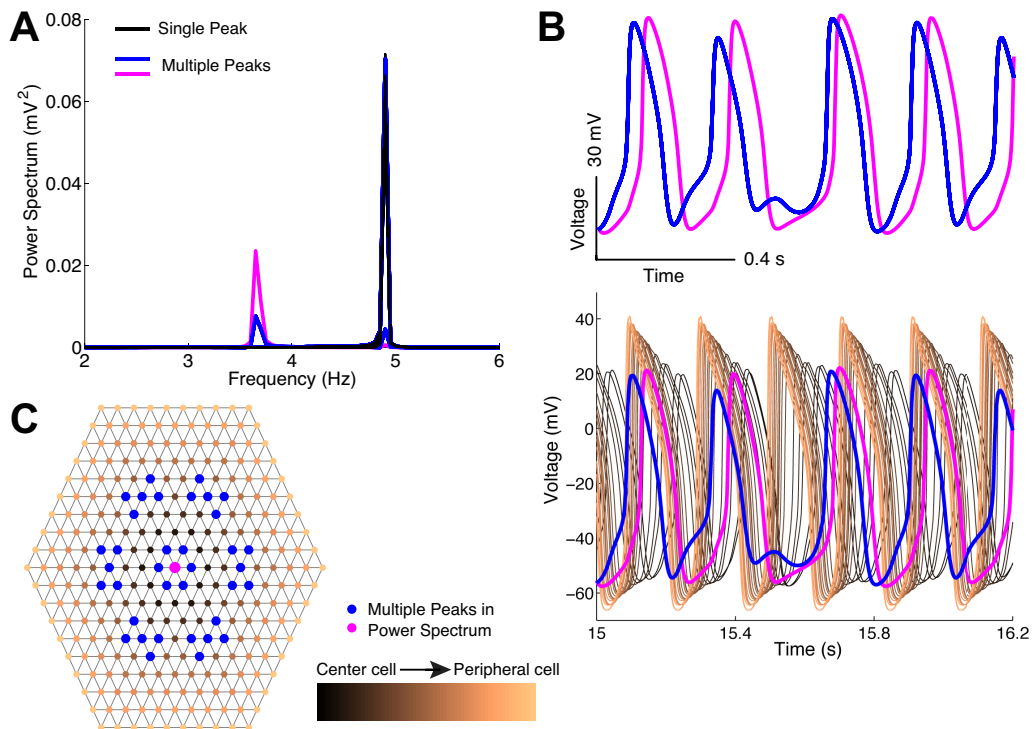 A
0.08
0.06
0.04
0.02
0
2
3
4
5
6
Power Spectrum (mV2)
Frequency (Hz)
Single Peak
Multiple Peaks
B
30 mV
Voltage
0.4 s
Time
40
20
0
−20
−40
−60
Voltage (mV)
15
15.4
15.8
16.2
Time (s)
C
Multiple Peaks in
Power Spectrum
Center cell
Peripheral cell